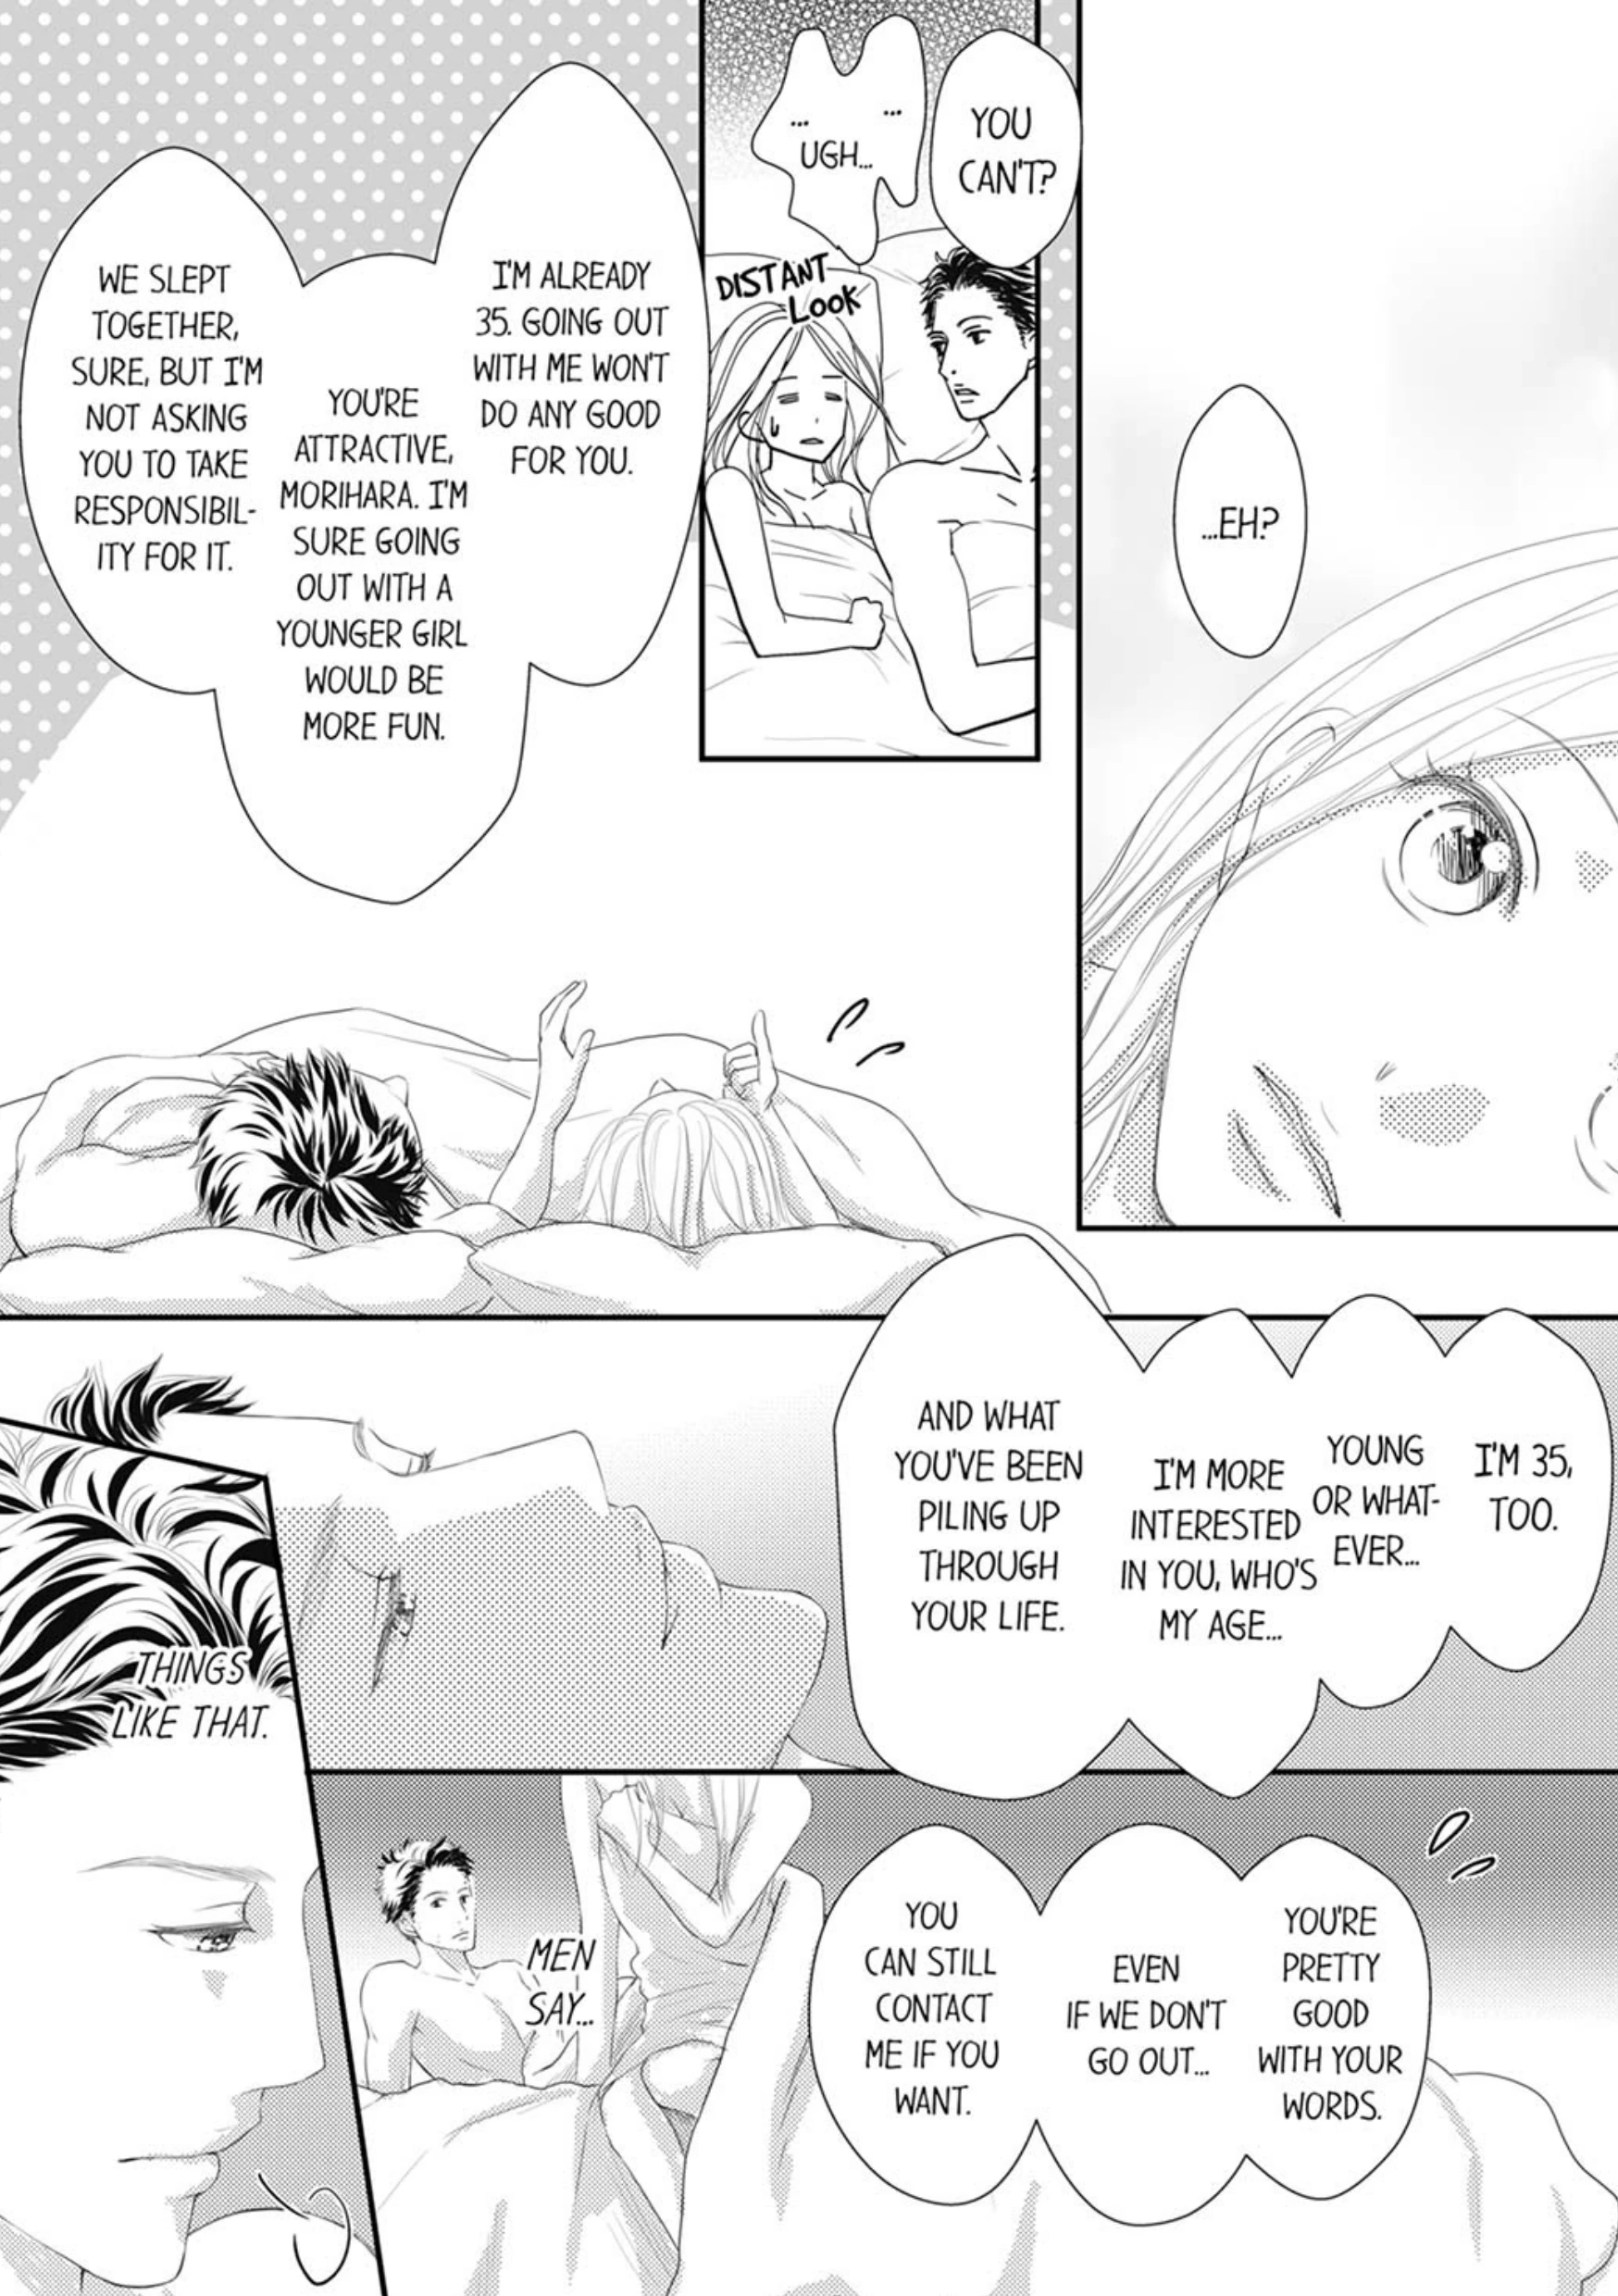 ...EH?
YOU
CAN'T?
...
...
UGH...
DISTANT
LOOK
I'M ALREADY
35. GOING OUT
WITH ME WON'T
DO ANY GOOD
FOR YOU.
YOU'RE
ATTRACTIVE,
MORIHARA. I'M
SURE GOING
OUT WITH A
YOUNGER GIRL
WOULD BE
MORE FUN.
WE SLEPT
TOGETHER,
SURE, BUT I'M
NOT ASKING
YOU TO TAKE
RESPONSIBIL-
ITY FOR IT.
I'M 35,
TOO.
YOUNG
OR WHAT-
EVER...
I'M MORE
INTERESTED
IN YOU, WHO'S
MY AGE...
AND WHAT
YOU'VE BEEN
PILING UP
THROUGH
YOUR LIFE.
YOU'RE
PRETTY
GOOD
WITH YOUR
WORDS.
EVEN
IF WE DON'T
GO OUT...
YOU
CAN STILL
CONTACT
ME IF YOU
WANT.
MEN
SAY...
THINGS
LIKE THAT.